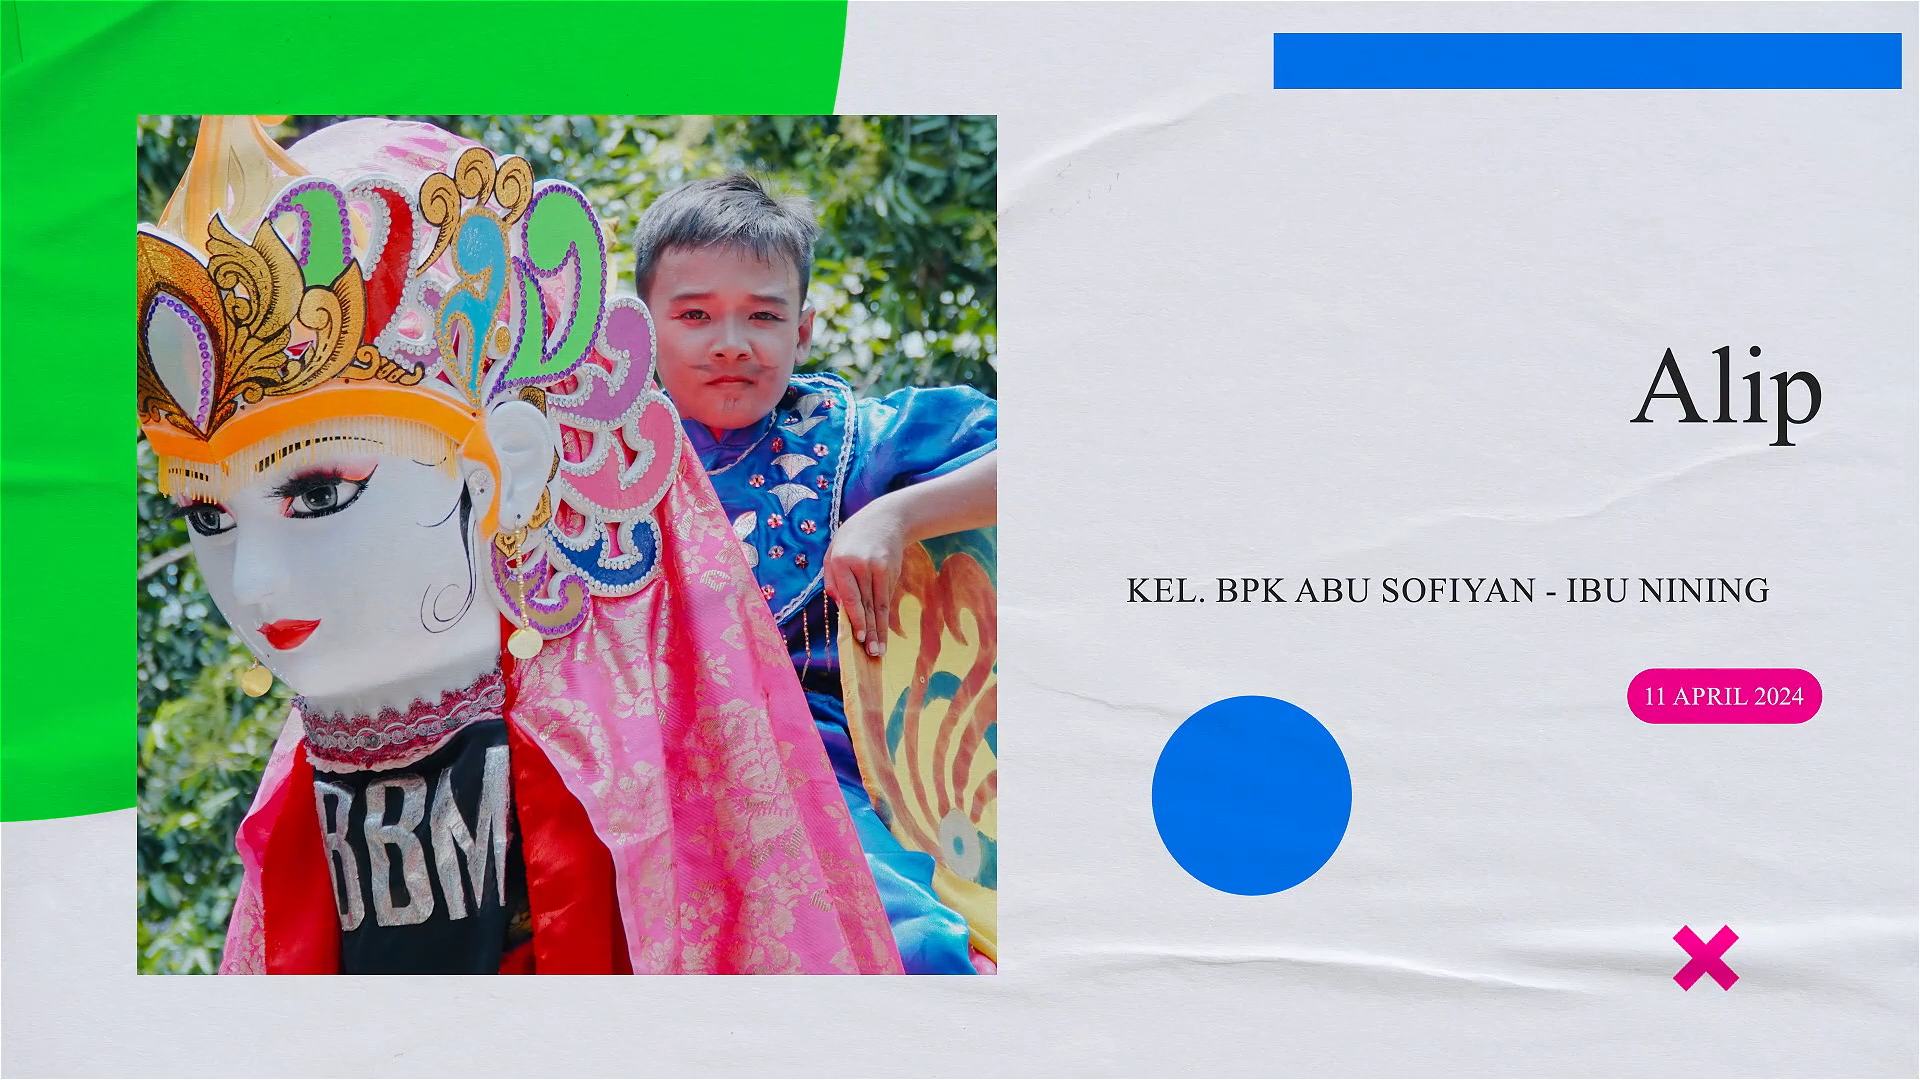 Alip
KEL. BPK ABU SOFIYAN - IBU NINING
11 APRIL 2024
BBM